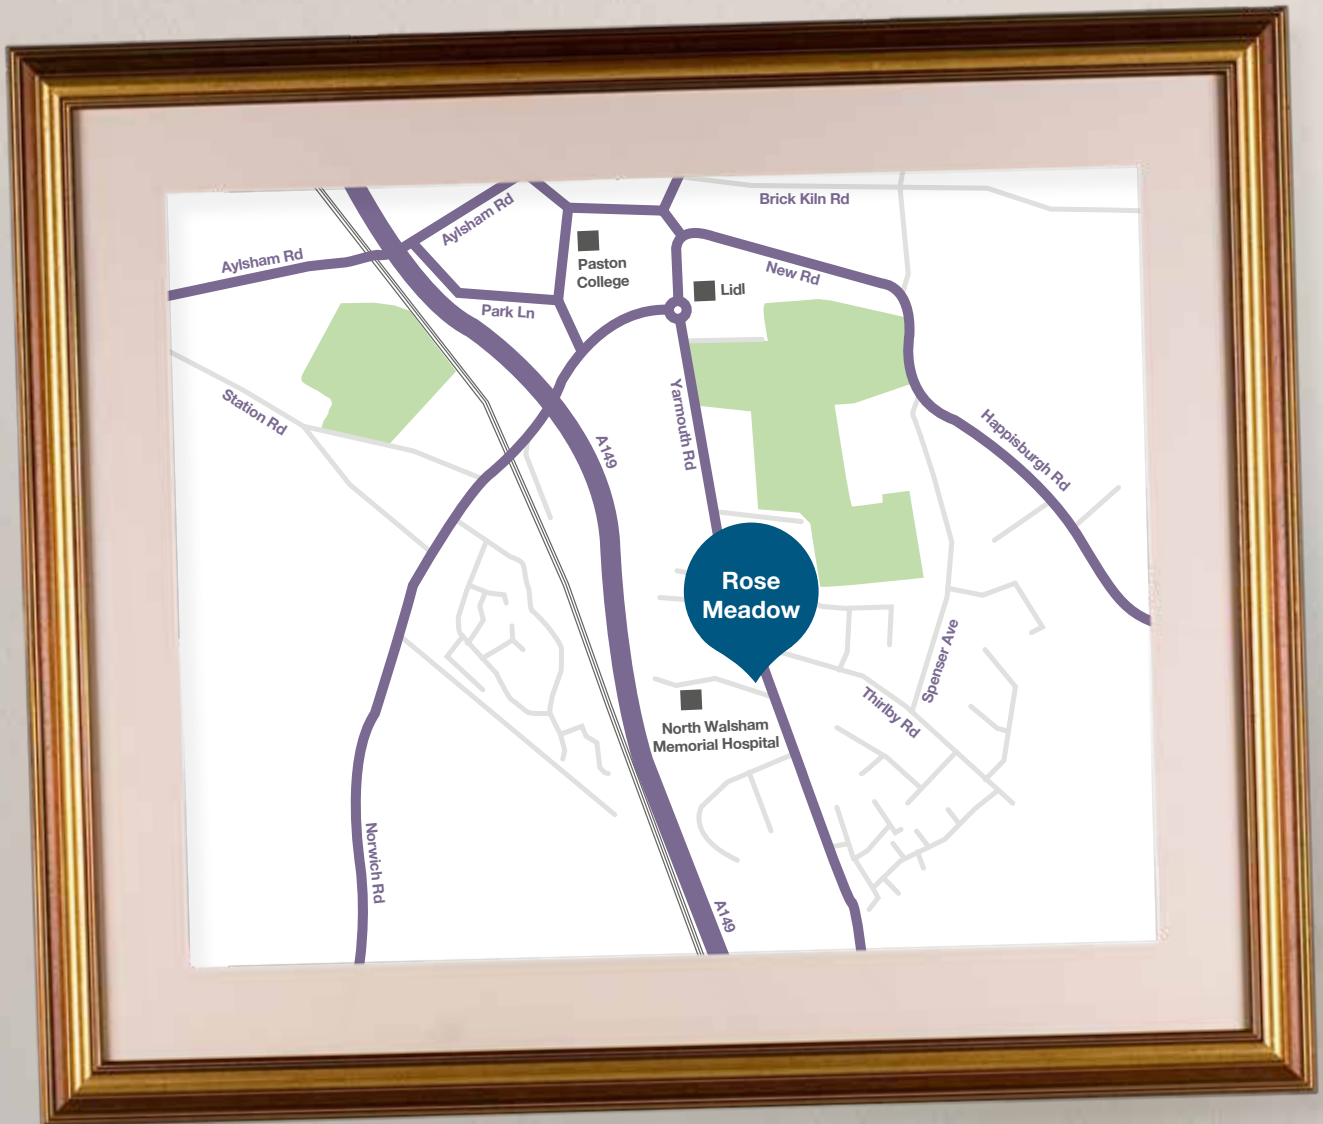 Brick Kiln Rd
Aylsham Rd
Aylsham Rd
Paston
College
New Rd
Lidl
Park Ln
Station Rd
Yarmouth Rd
A149
Happisburgh Rd
Rose
Meadow
Spenser Ave
Thirlby Rd
North Walsham
Memorial Hospital
Norwich Rd
A149